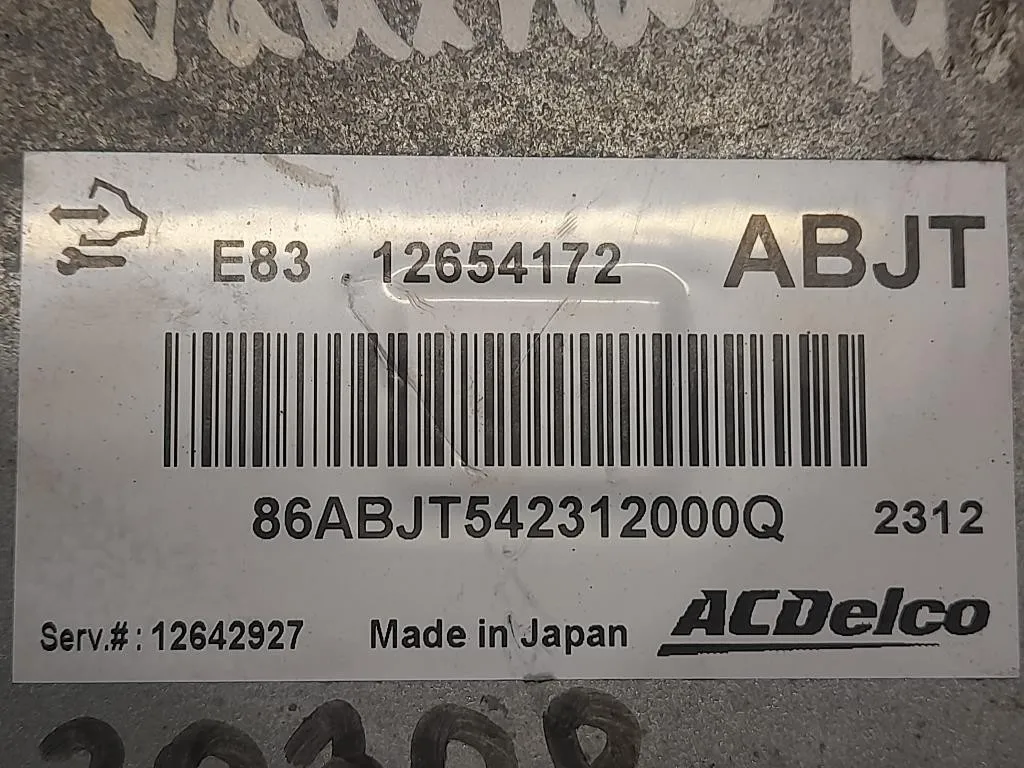 E83 12654172 ABJT
86ABJT542312000Q 2312
Serv.#: 12642927 Made in Japan ACDelco